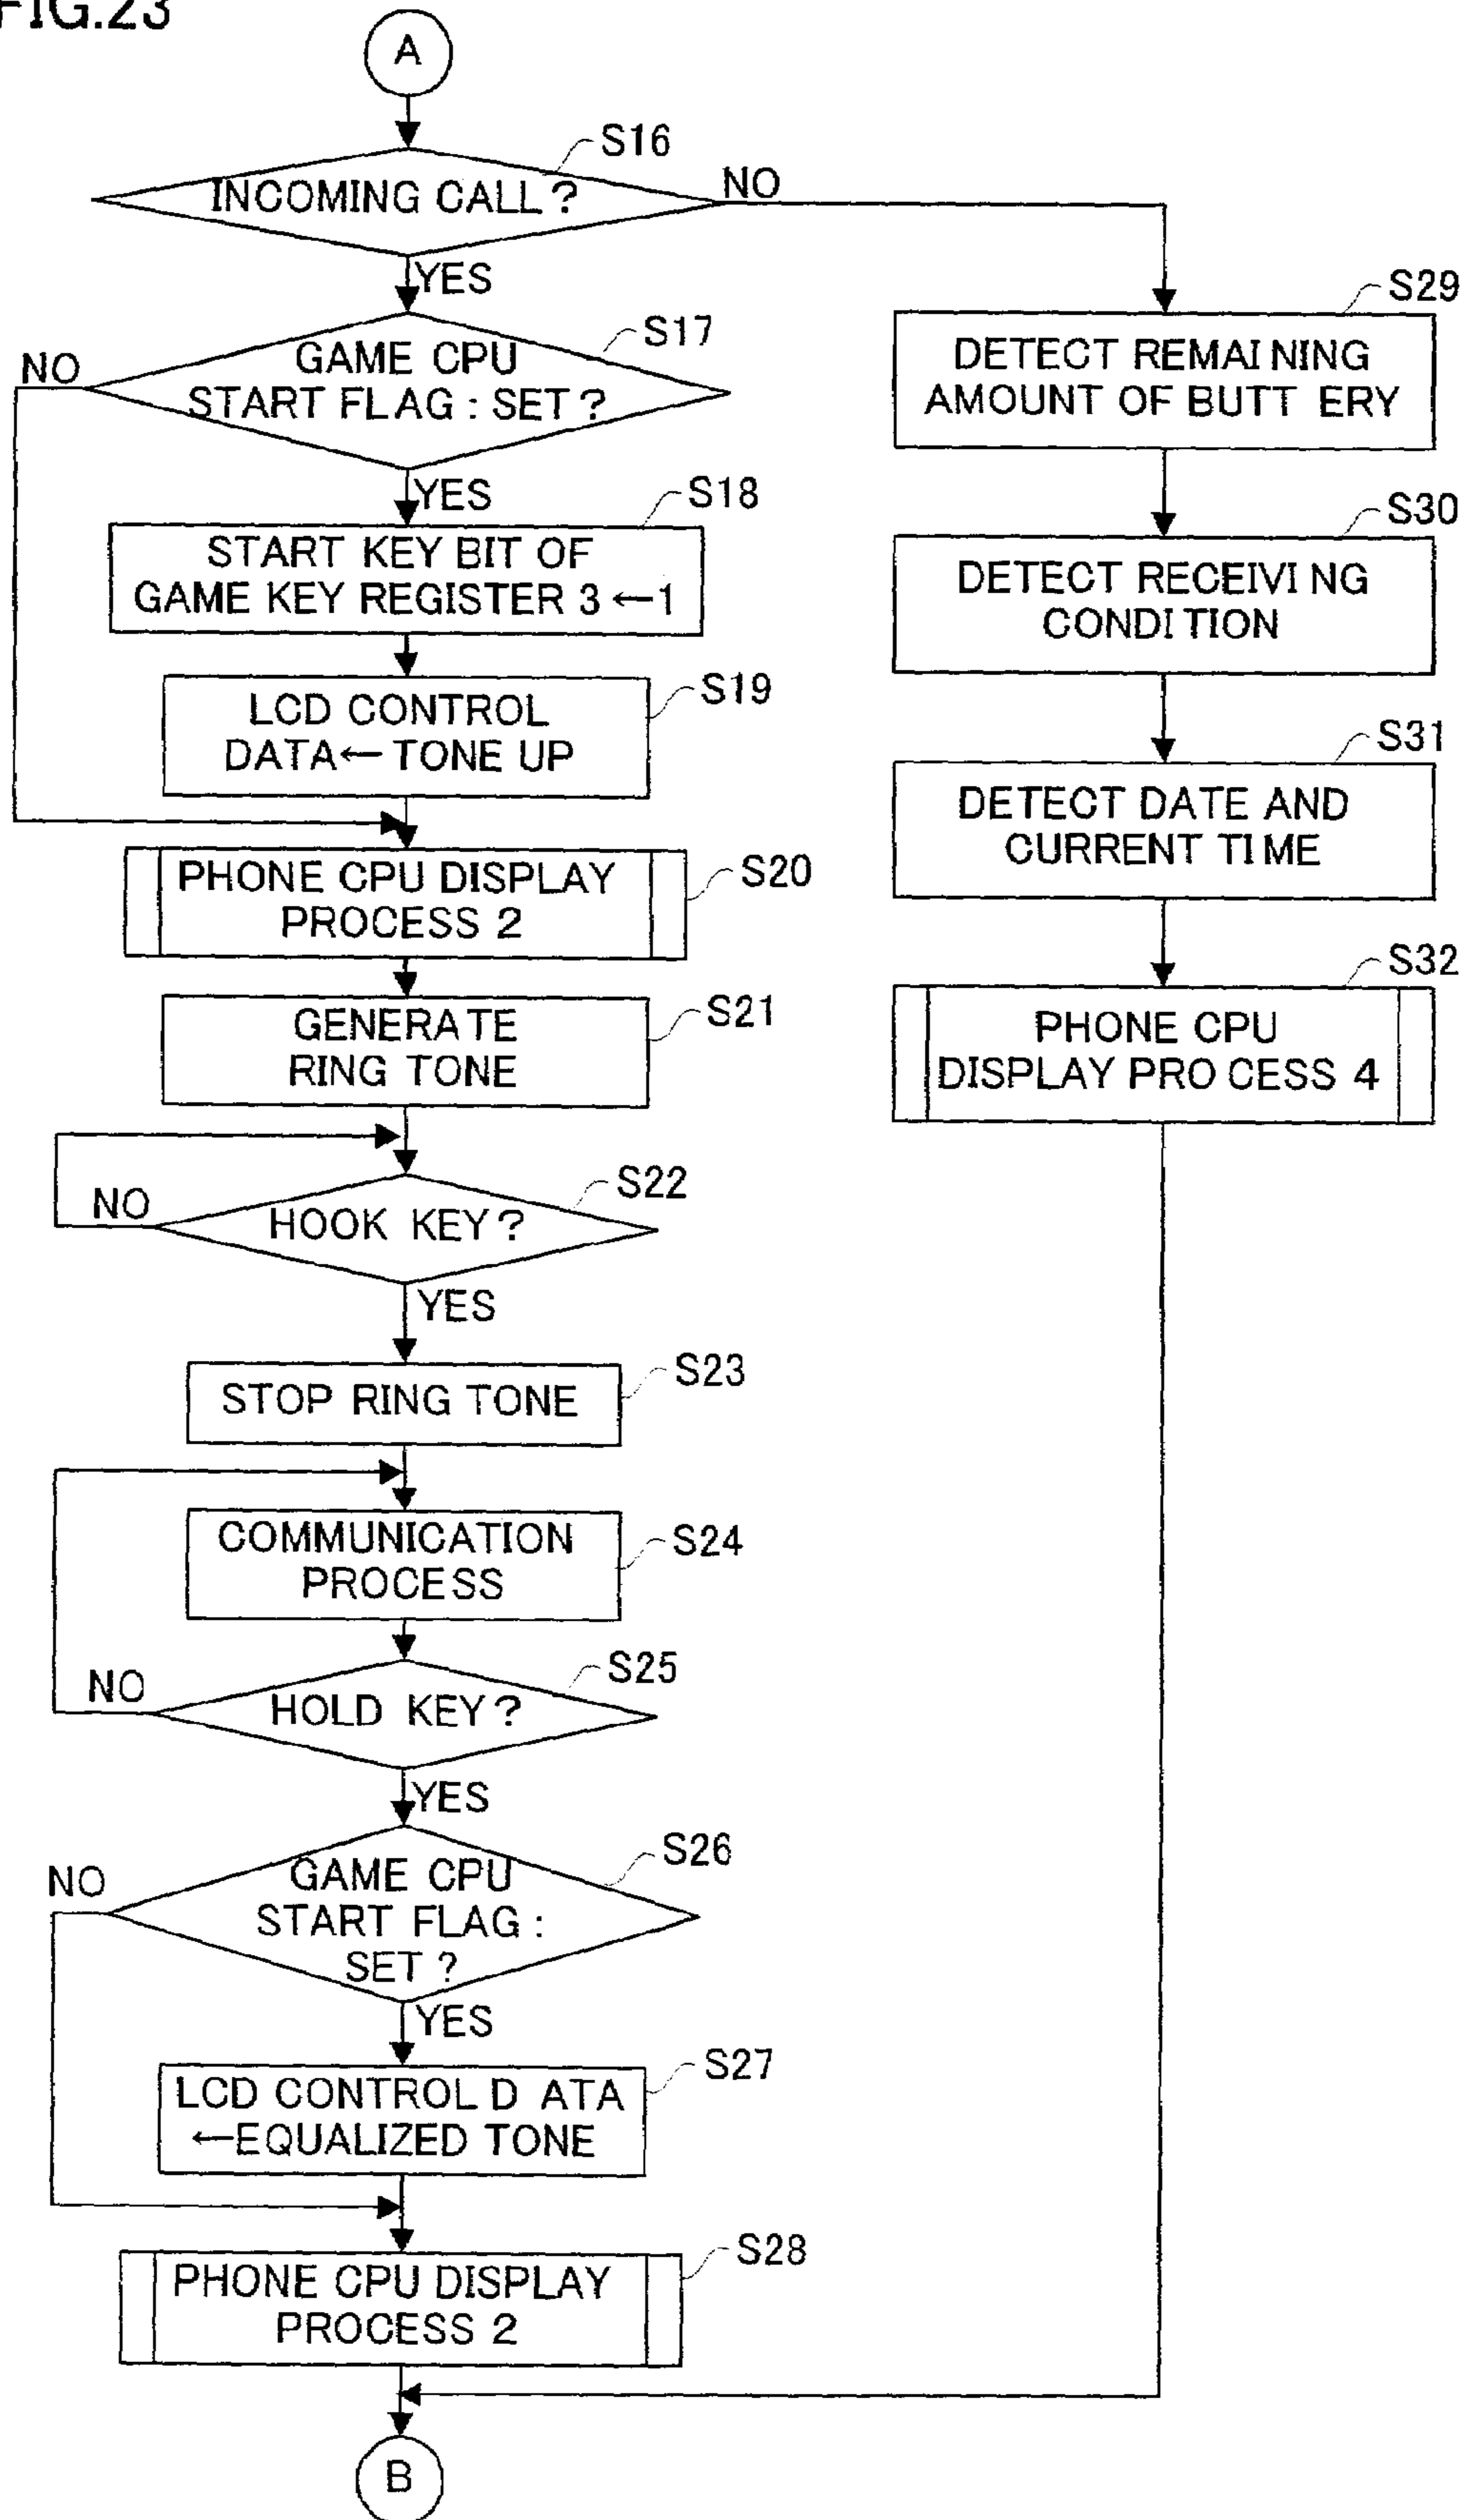 FIG.23
A
S16
INCOMING CALL ?
NO
YES
S17
GAME CPU
START FLAG : SET ?
NO
YES
S18
START KEY BIT OF
GAME KEY REGISTER 3 ←1
S19
LCD CONTROL
DATA← TONE UP
S20
PHONE CPU DISPLAY
PROCESS 2
S21
GENERATE
RING TONE
S22
HOOK KEY ?
NO
YES
S23
STOP RING TONE
S24
COMMUNICATION
PROCESS
S25
HOLD KEY ?
NO
YES
S26
GAME CPU
START FLAG :
SET ?
NO
YES
S27
LCD CONTROL D ATA
←EQUALIZED TONE
S28
PHONE CPU DISPLAY
PROCESS 2
S29
DETECT REMAI NING
AMOUNT OF BUTT ERY
S30
DETECT RECEIVI NG
CONDI TION
S31
DETECT DATE AND
CURRENT TI ME
S32
PHONE CPU
DISPLAY PRO CESS 4
B